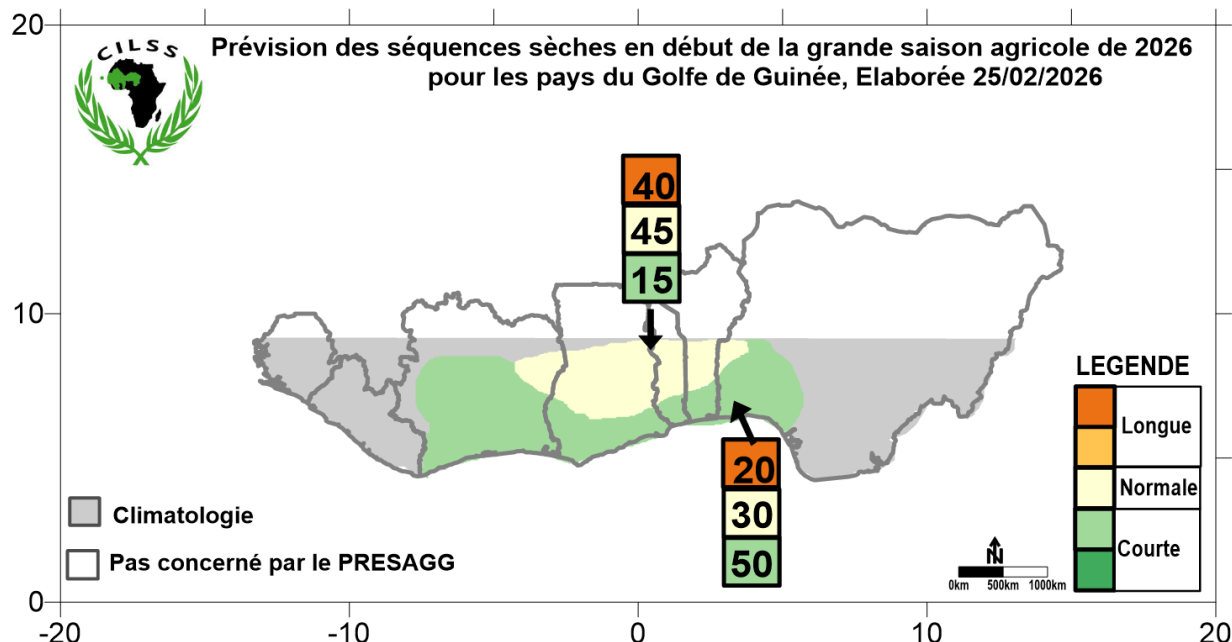 20
CILSS
Prévision des séquences sèches en début de la grande saison agricole de 2026
pour les pays du Golfe de Guinée, Elaborée 25/02/2026
40
45
15
10
LEGENDE
Longue
Normale
Courte
20
30
50
Climatologie
Pas concerné par le PRESAGG
N
0km 500km 1000km
0
-20 -10 0 10 20